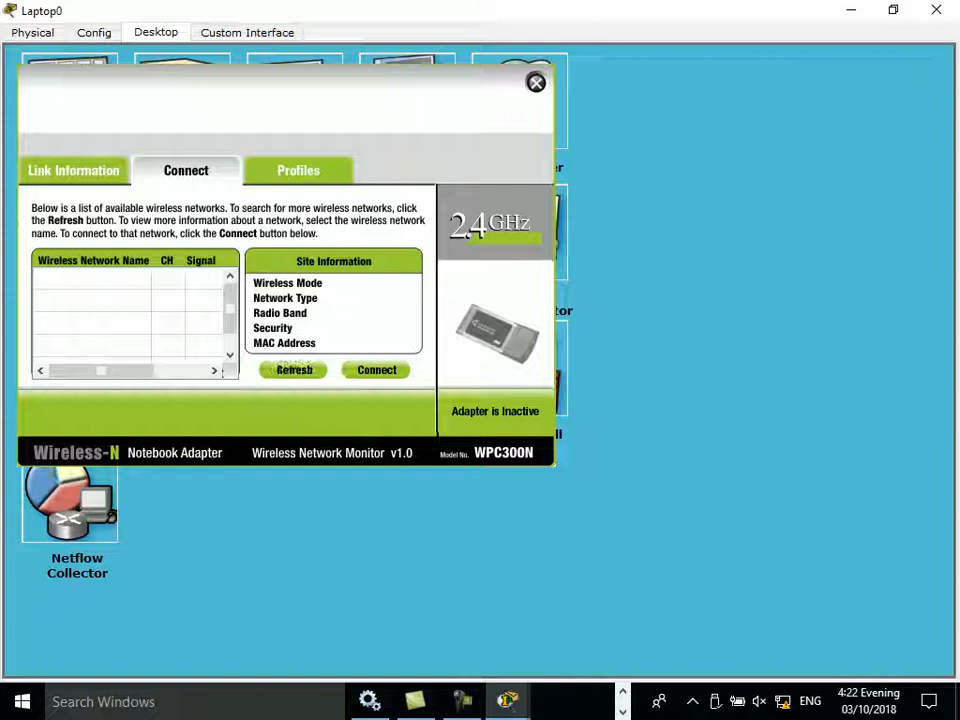 Laptop0
Physical
Config
Desktop
Custom Interface
Link Information
Connect
Profiles
Below is a list of available wireless networks. To search for more wireless networks, click
the Refresh button. To view more information about a network, select the wireless network
name. To connect to that network, click the Connect button below.
2.4GHz
Wireless Network Name
CH
Signal
Site Information
Wireless Mode
Network Type
Radio Band
Security
MAC Address
Refresh
Connect
Adapter is Inactive
Wireless-N
Notebook Adapter
Wireless Network Monitor v1.0
Model No.
WPC300N
er
tor
ll
Netflow
Collector
Search Windows
ENG
4:22 Evening
03/10/2018